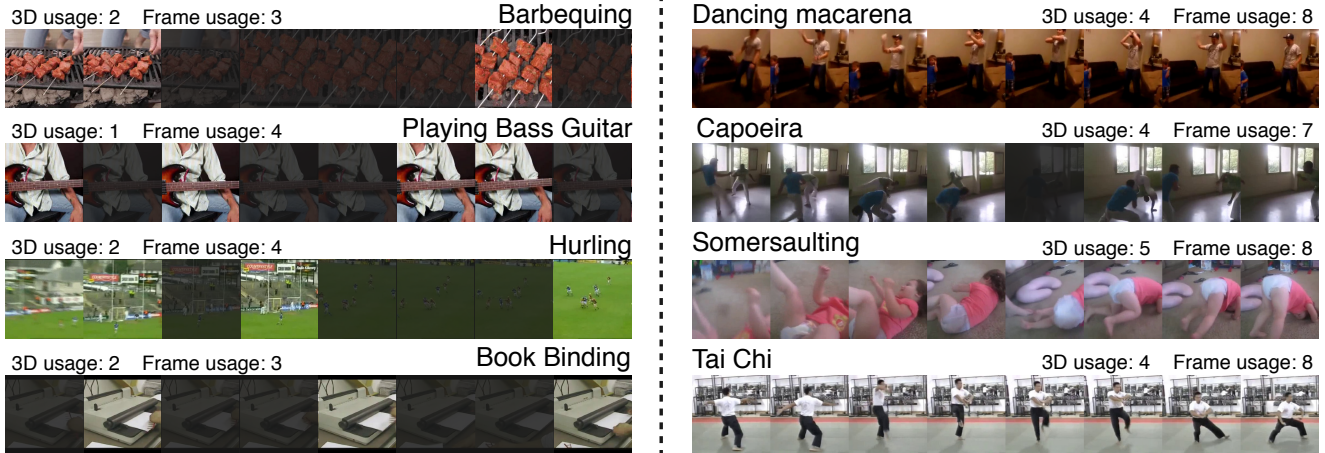 3D usage: 2 Frame usage: 3 Barbequing
3D usage: 1 Frame usage: 4 Playing Bass Guitar
3D usage: 2 Frame usage: 4 Hurling
3D usage: 2 Frame usage: 3 Book Binding
Dancing macarena 3D usage: 4 Frame usage: 8
Capoeira 3D usage: 4 Frame usage: 7
Somersaulting 3D usage: 5 Frame usage: 8
Tai Chi 3D usage: 4 Frame usage: 8